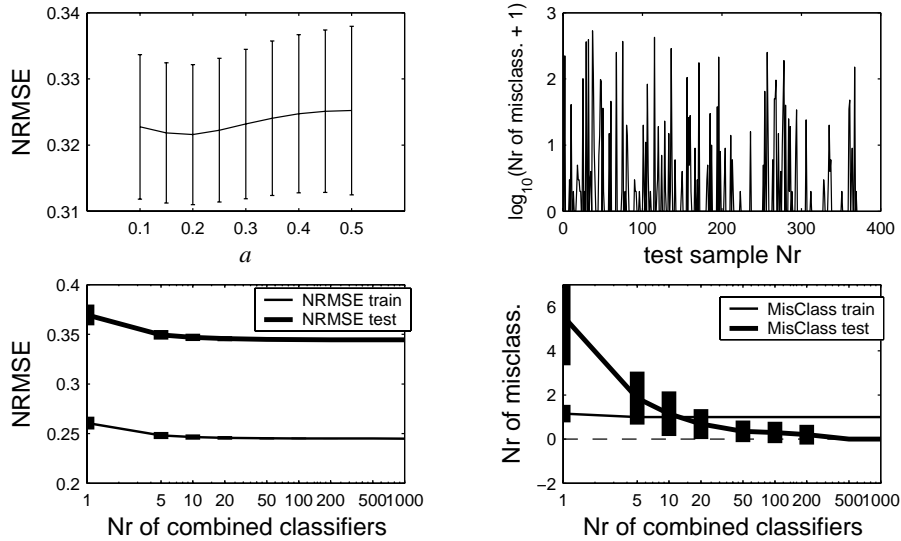 0.34
0.33
0.32
0.31
NRMSE
0.1 0.2 0.3 0.4 0.5
a
3
2
1
0
log10(Nr of misclass. + 1)
0 100 200 300 400
test sample Nr
0.4
0.35
0.3
0.25
0.2
NRMSE
NRMSE train
NRMSE test
1 5 10 20 50 100 200 5001000
Nr of combined classifiers
6
4
2
0
−2
Nr of misclass.
MisClass train
MisClass test
1 5 10 20 50 100 200 5001000
Nr of combined classifiers